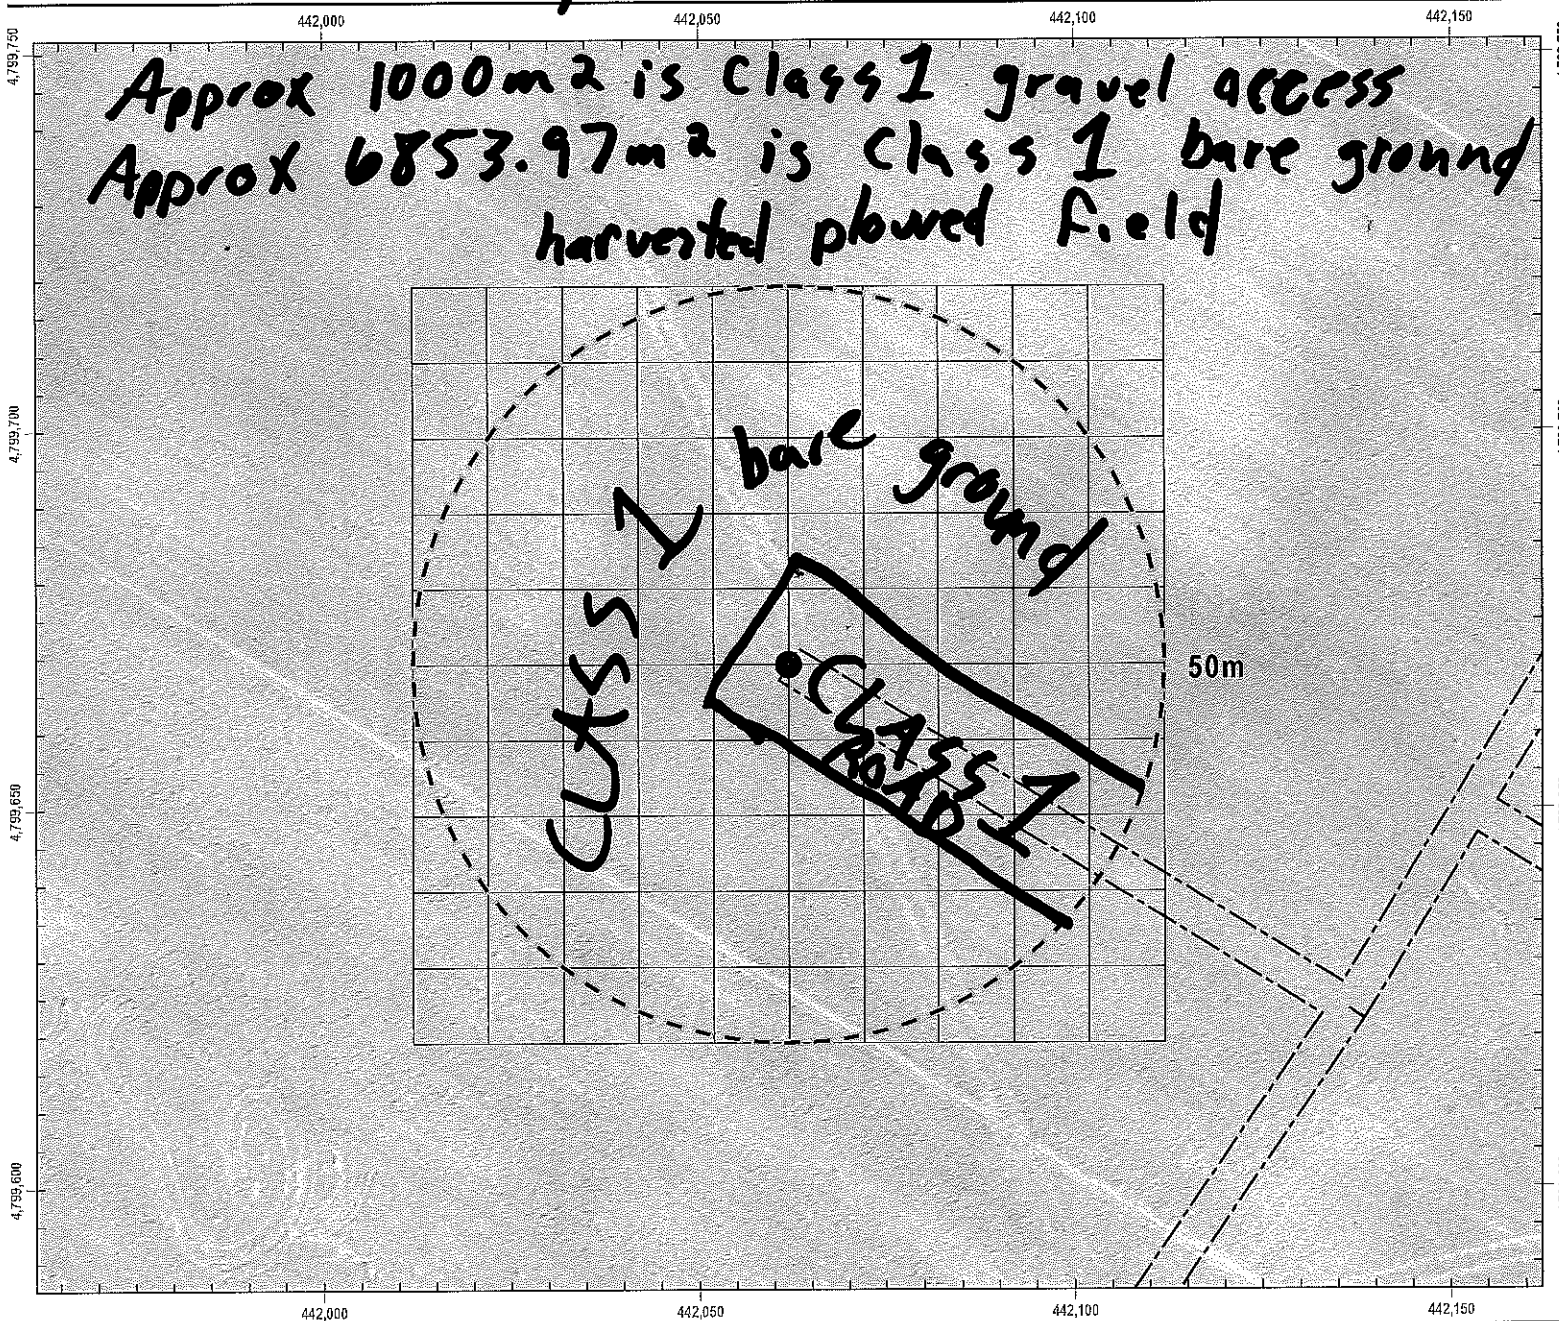 442,000 442,050 442,100 442,150
4,799,750
Approx 1000m2 is Class 1 gravel access
Approx 6853.97m2 is Class 1 bare ground
harvested plowed field
4,799,700
bare ground
CLASS 1
50m
CLASS 1
ROAD
4,799,650
4,799,600
442,000 442,050 442,100 442,150